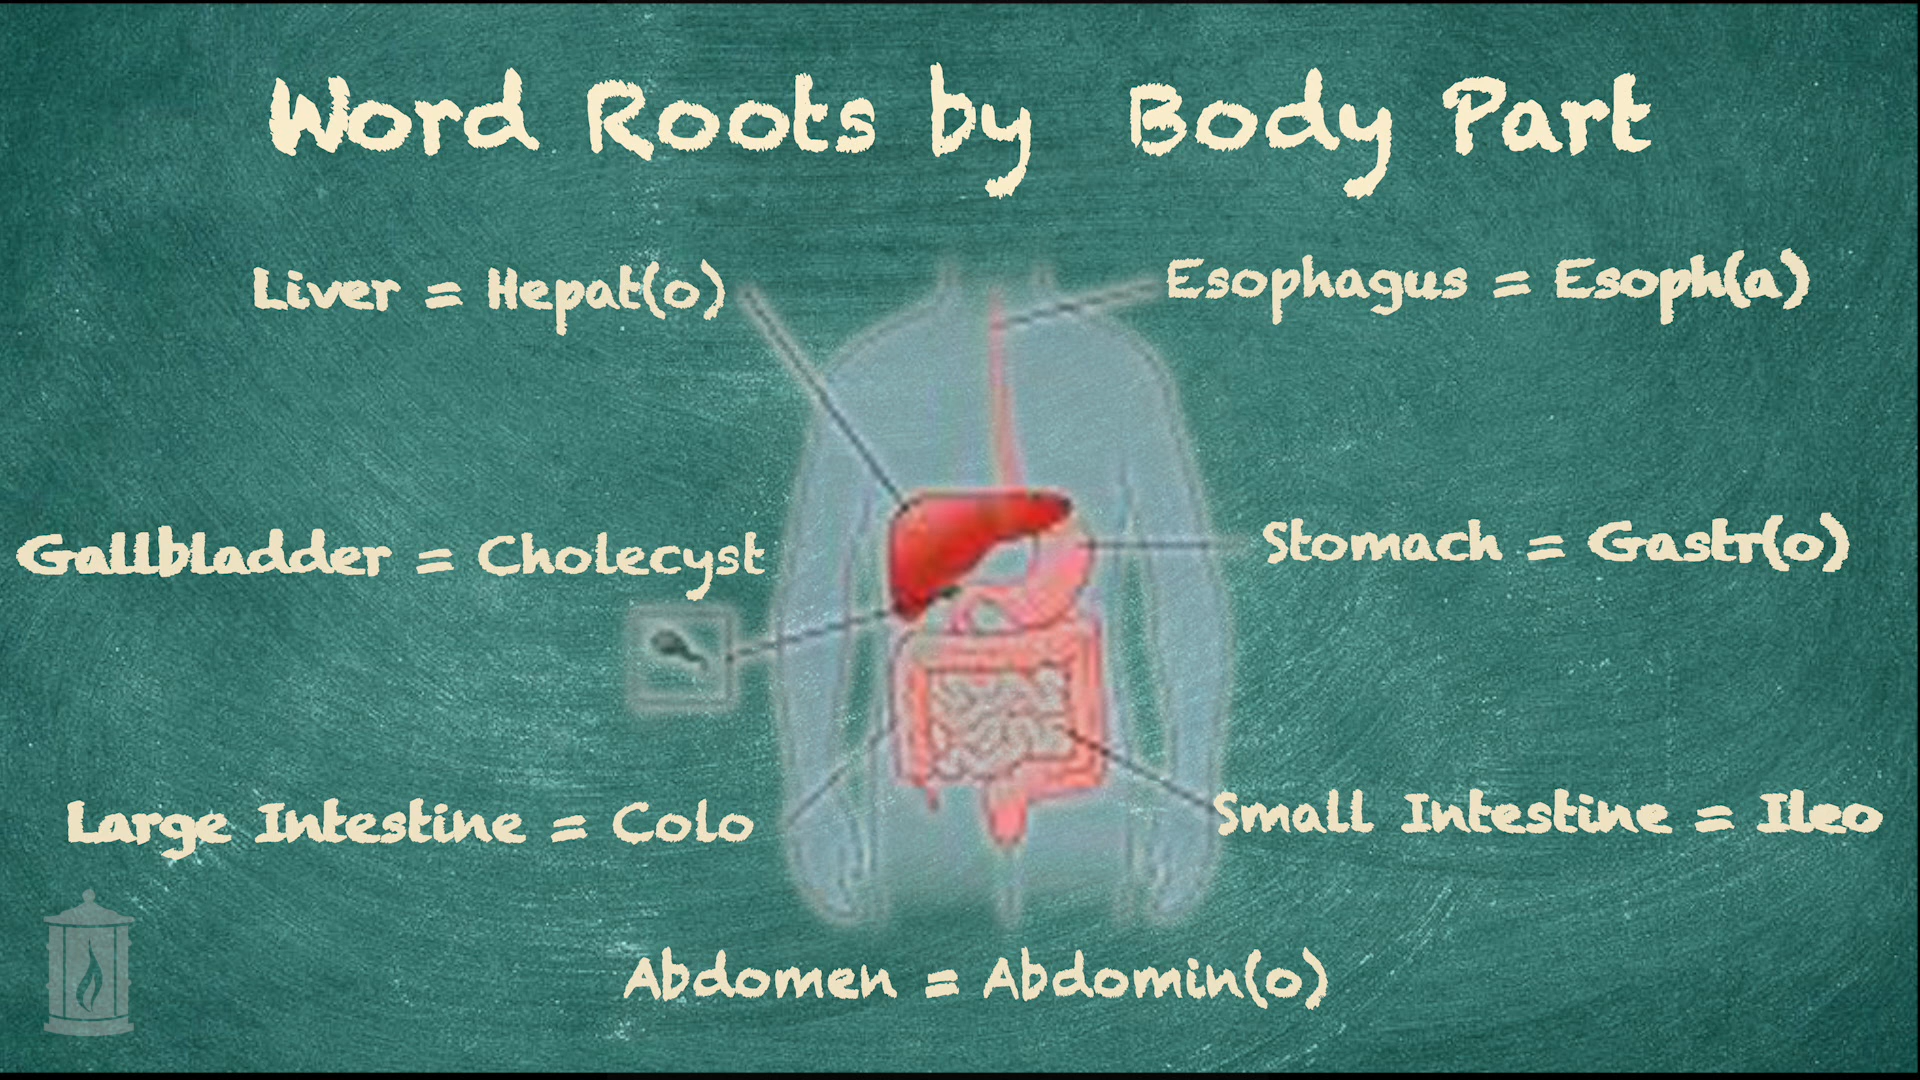 Word Roots by Body Part
Liver = Hepat(o)
Esophagus = Esoph(a)
Gallbladder = Cholecyst
Stomach = Gastr(o)
Large Intestine = Colo
Small Intestine = Ileo
Abdomen = Abdomin(o)